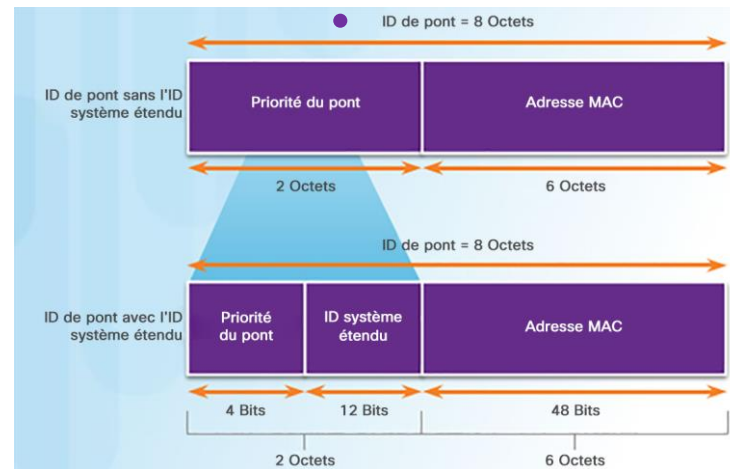 ID de pont = 8 Octets
ID de pont sans l'ID
système étendu
Priorité du pont
Adresse MAC
2 Octets
6 Octets
ID de pont = 8 Octets
ID de pont avec l'ID
système étendu
Priorité
du pont
ID système
étendu
Adresse MAC
4 Bits
12 Bits
48 Bits
2 Octets
6 Octets